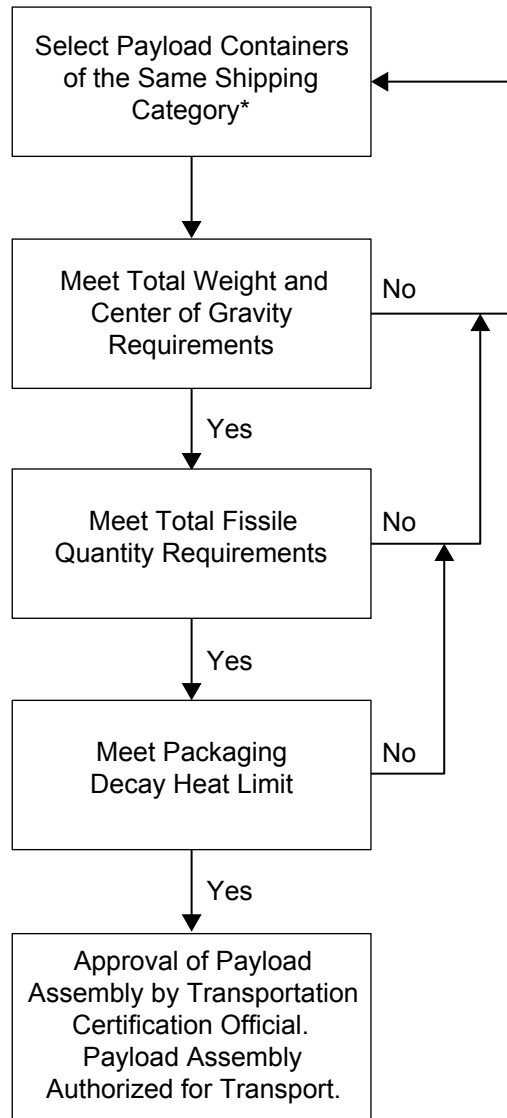 Select Payload Containers
of the Same Shipping
Category*
Meet Total Weight and
Center of Gravity
Requirements
No
Yes
Meet Total Fissile
Quantity Requirements
No
Yes
Meet Packaging
Decay Heat Limit
No
Yes
Approval of Payload
Assembly by Transportation
Certification Official.
Payload Assembly
Authorized for Transport.